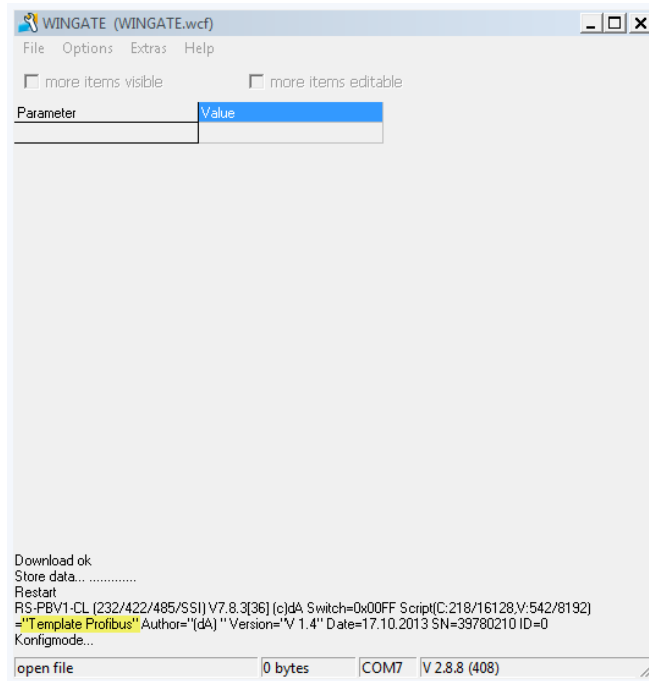 WINGATE (WINGATE.wcf)
File Options Extras Help
more items visible more items editable
Parameter Value
Download ok
Store data... .............
Restart
RS-PBV1-CL (232/422/485/SSI) V7.8.3[36] (c)dA Switch=0x00FF Script(C:218/16128,V:542/8192)
="Template Profibus" Author="(dA) " Version="V 1.4" Date=17.10.2013 SN=39780210 ID=0
Konfigmode...
open file 0 bytes COM7 V 2.8.8 (408)